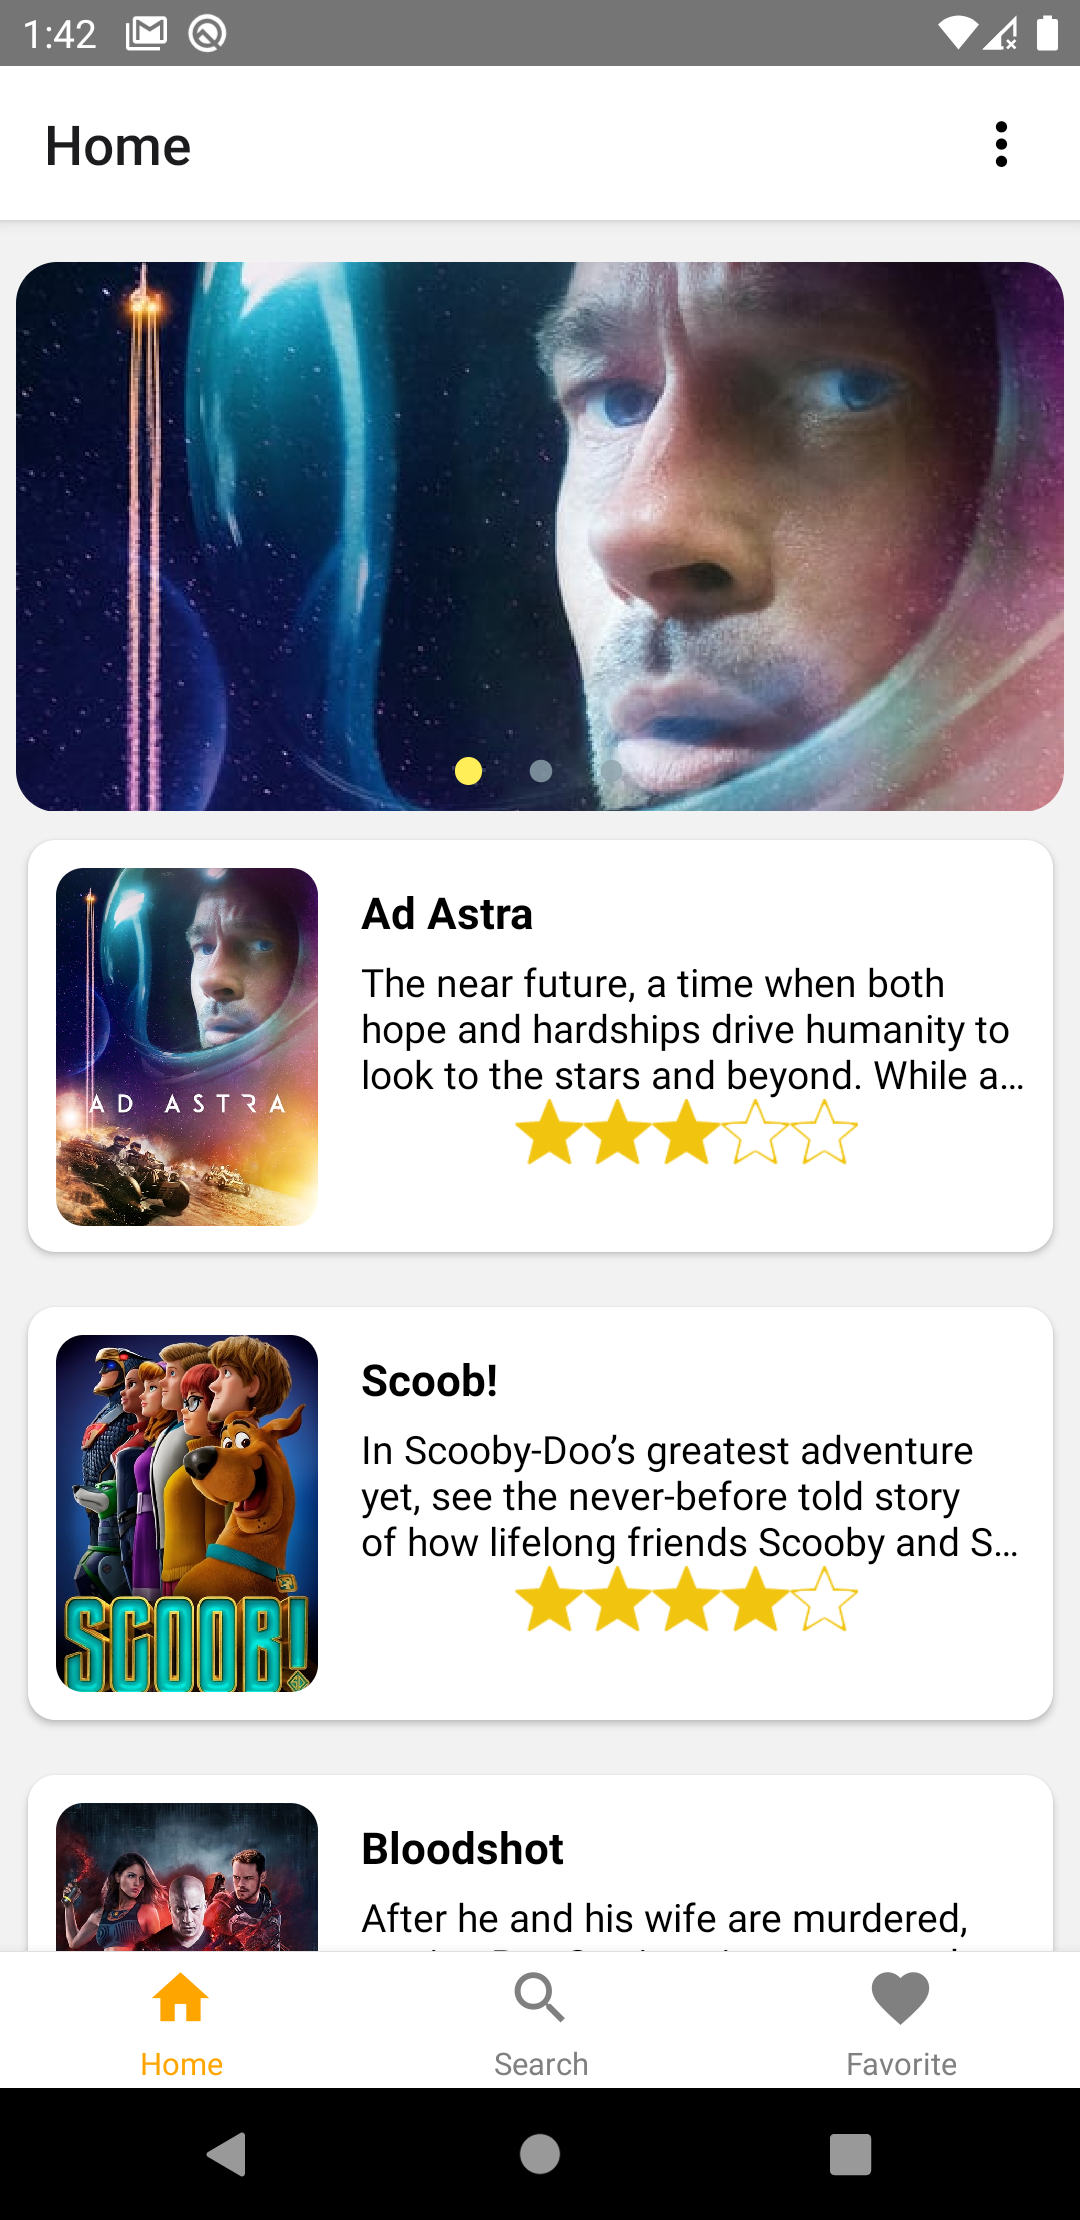 1:42
Home
AD ASTRA
Ad Astra
The near future, a time when both
hope and hardships drive humanity to
look to the stars and beyond. While a...
SCOOB!
Scoob!
In Scooby-Doo’s greatest adventure
yet, see the never-before told story
of how lifelong friends Scooby and S...
Bloodshot
After he and his wife are murdered,
Home
Search
Favorite